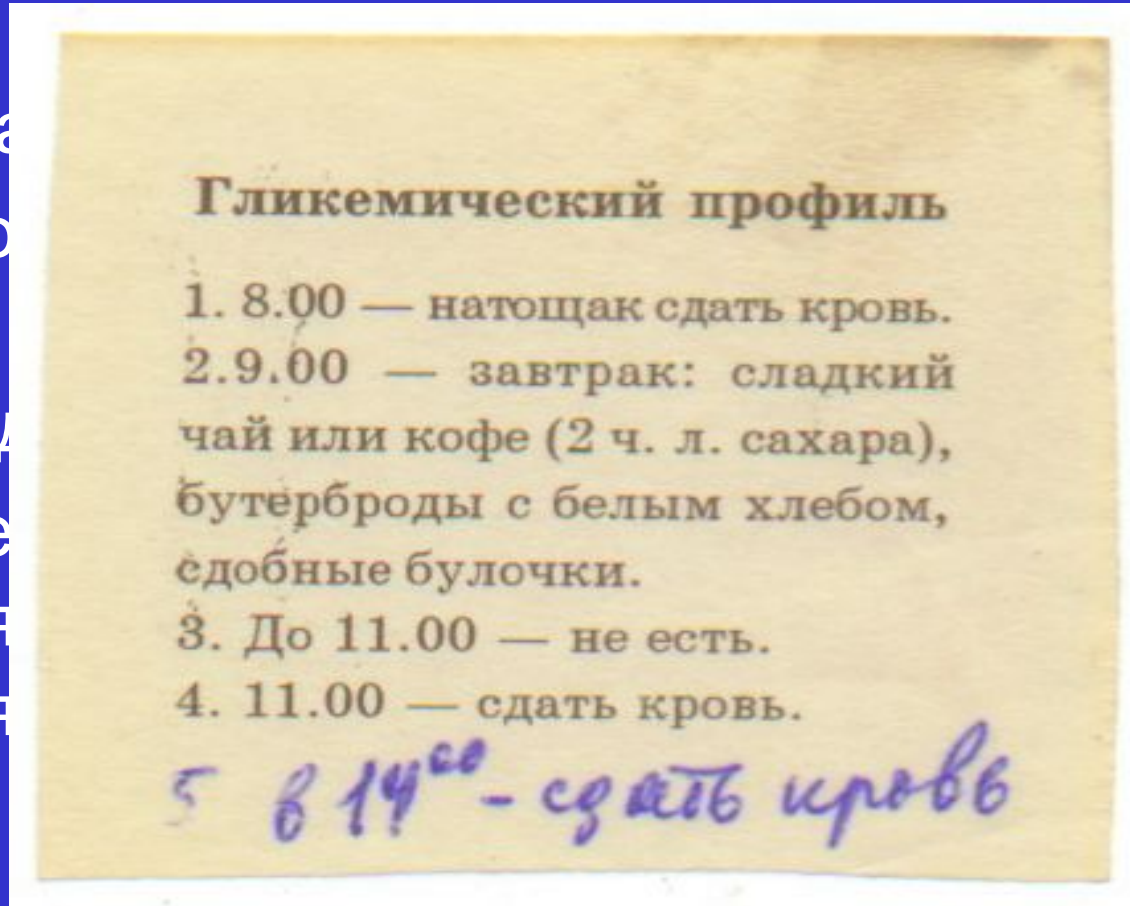 Гликемический профиль
1. 8.00 — натощак сдать кровь.
2.9.00 — завтрак: сладкий
чай или кофе (2 ч. л. сахара),
бутерброды с белым хлебом,
сдобные булочки.
3. До 11.00 — не есть.
4. 11.00 — сдать кровь.
5 в 14⁰⁰ - сдать кровь